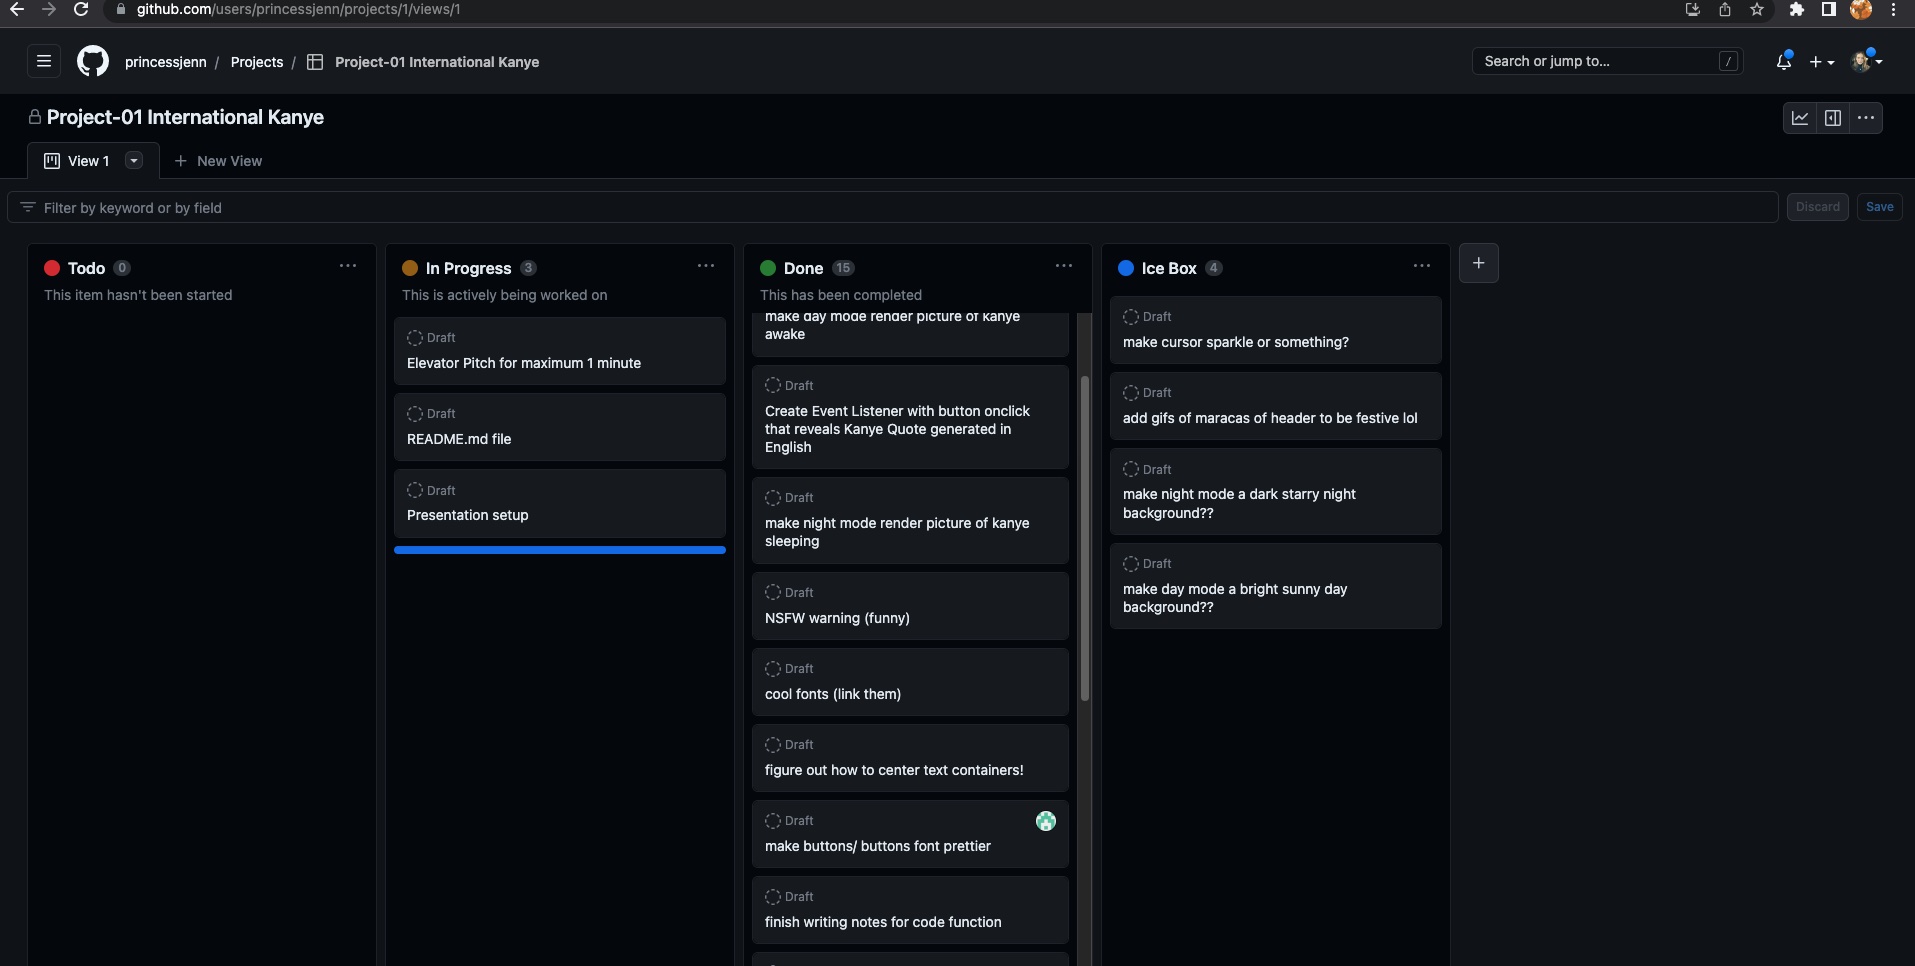 github.com/users/princessjenn/projects/1/views/1
princessjenn / Projects / Project-01 International Kanye
Search or jump to... /
Project-01 International Kanye
View 1
New View
Filter by keyword or by field
Discard
Save
Todo 0
This item hasn't been started
In Progress 3
This is actively being worked on
Draft
Elevator Pitch for maximum 1 minute
Draft
README.md file
Draft
Presentation setup
Done 15
This has been completed
make day mode render picture of kanye
awake
Draft
Create Event Listener with button onclick
that reveals Kanye Quote generated in
English
Draft
make night mode render picture of kanye
sleeping
Draft
NSFW warning (funny)
Draft
cool fonts (link them)
Draft
figure out how to center text containers!
Draft
make buttons/ buttons font prettier
Draft
finish writing notes for code function
Ice Box 4
Draft
make cursor sparkle or something?
Draft
add gifs of maracas of header to be festive lol
Draft
make night mode a dark starry night
background??
Draft
make day mode a bright sunny day
background??